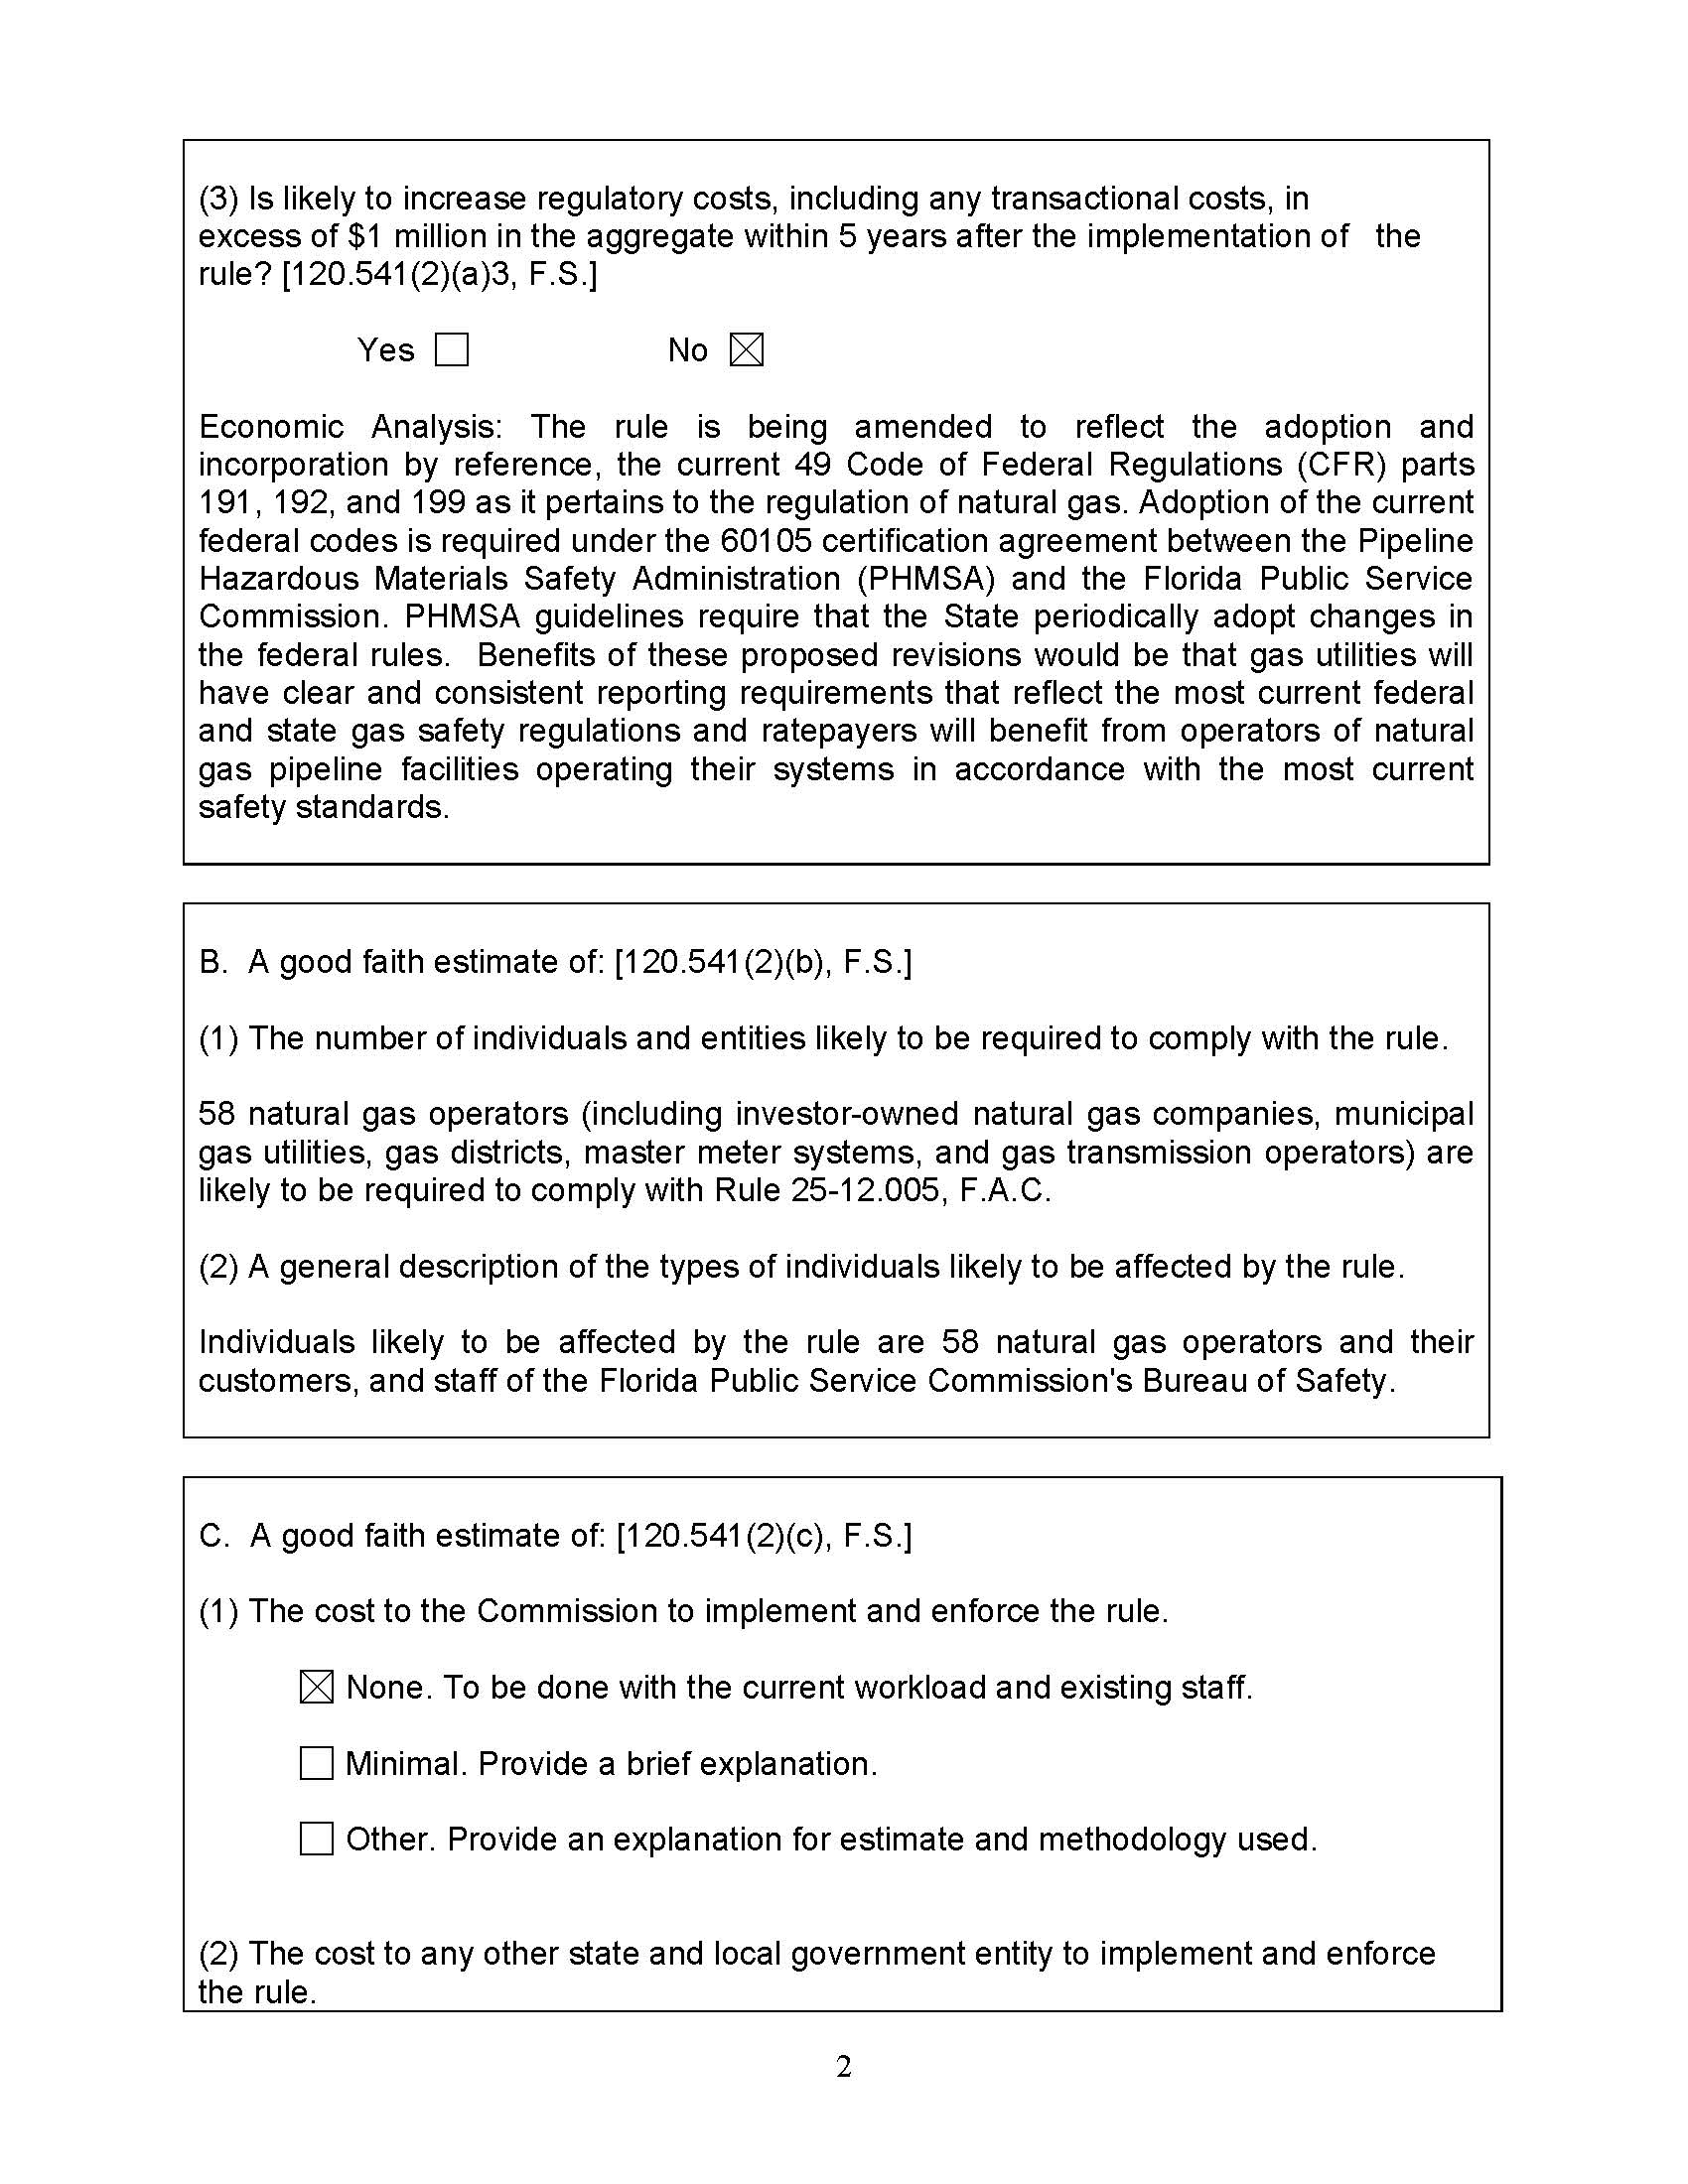 (3) Is likely to increase regulatory costs, including any transactional costs, in
excess of $1 million in the aggregate within 5 years after the implementation of   the
rule? [120.541(2)(a)3, F.S.]
Yes ☐ No ☒
Economic Analysis: The rule is being amended to reflect the adoption and
incorporation by reference, the current 49 Code of Federal Regulations (CFR) parts
191, 192, and 199 as it pertains to the regulation of natural gas. Adoption of the current
federal codes is required under the 60105 certification agreement between the Pipeline
Hazardous Materials Safety Administration (PHMSA) and the Florida Public Service
Commission. PHMSA guidelines require that the State periodically adopt changes in
the federal rules.  Benefits of these proposed revisions would be that gas utilities will
have clear and consistent reporting requirements that reflect the most current federal
and state gas safety regulations and ratepayers will benefit from operators of natural
gas pipeline facilities operating their systems in accordance with the most current
safety standards.
B.  A good faith estimate of: [120.541(2)(b), F.S.]
(1) The number of individuals and entities likely to be required to comply with the rule.
58 natural gas operators (including investor-owned natural gas companies, municipal
gas utilities, gas districts, master meter systems, and gas transmission operators) are
likely to be required to comply with Rule 25-12.005, F.A.C.
(2) A general description of the types of individuals likely to be affected by the rule.
Individuals likely to be affected by the rule are 58 natural gas operators and their
customers, and staff of the Florida Public Service Commission's Bureau of Safety.
C.  A good faith estimate of: [120.541(2)(c), F.S.]
(1) The cost to the Commission to implement and enforce the rule.
☒ None. To be done with the current workload and existing staff.
☐ Minimal. Provide a brief explanation.
☐ Other. Provide an explanation for estimate and methodology used.
(2) The cost to any other state and local government entity to implement and enforce
the rule.
2